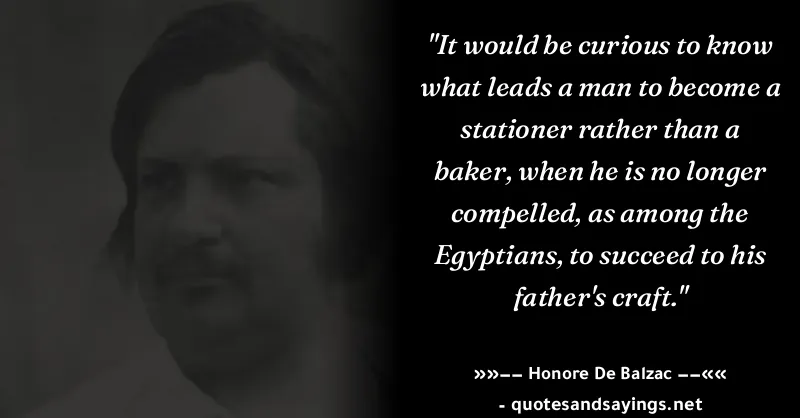 "It would be curious to know
what leads a man to become a
stationer rather than a
baker, when he is no longer
compelled, as among the
Egyptians, to succeed to his
father's craft."
»»–– Honore De Balzac ––««
- quotesandsayings.net